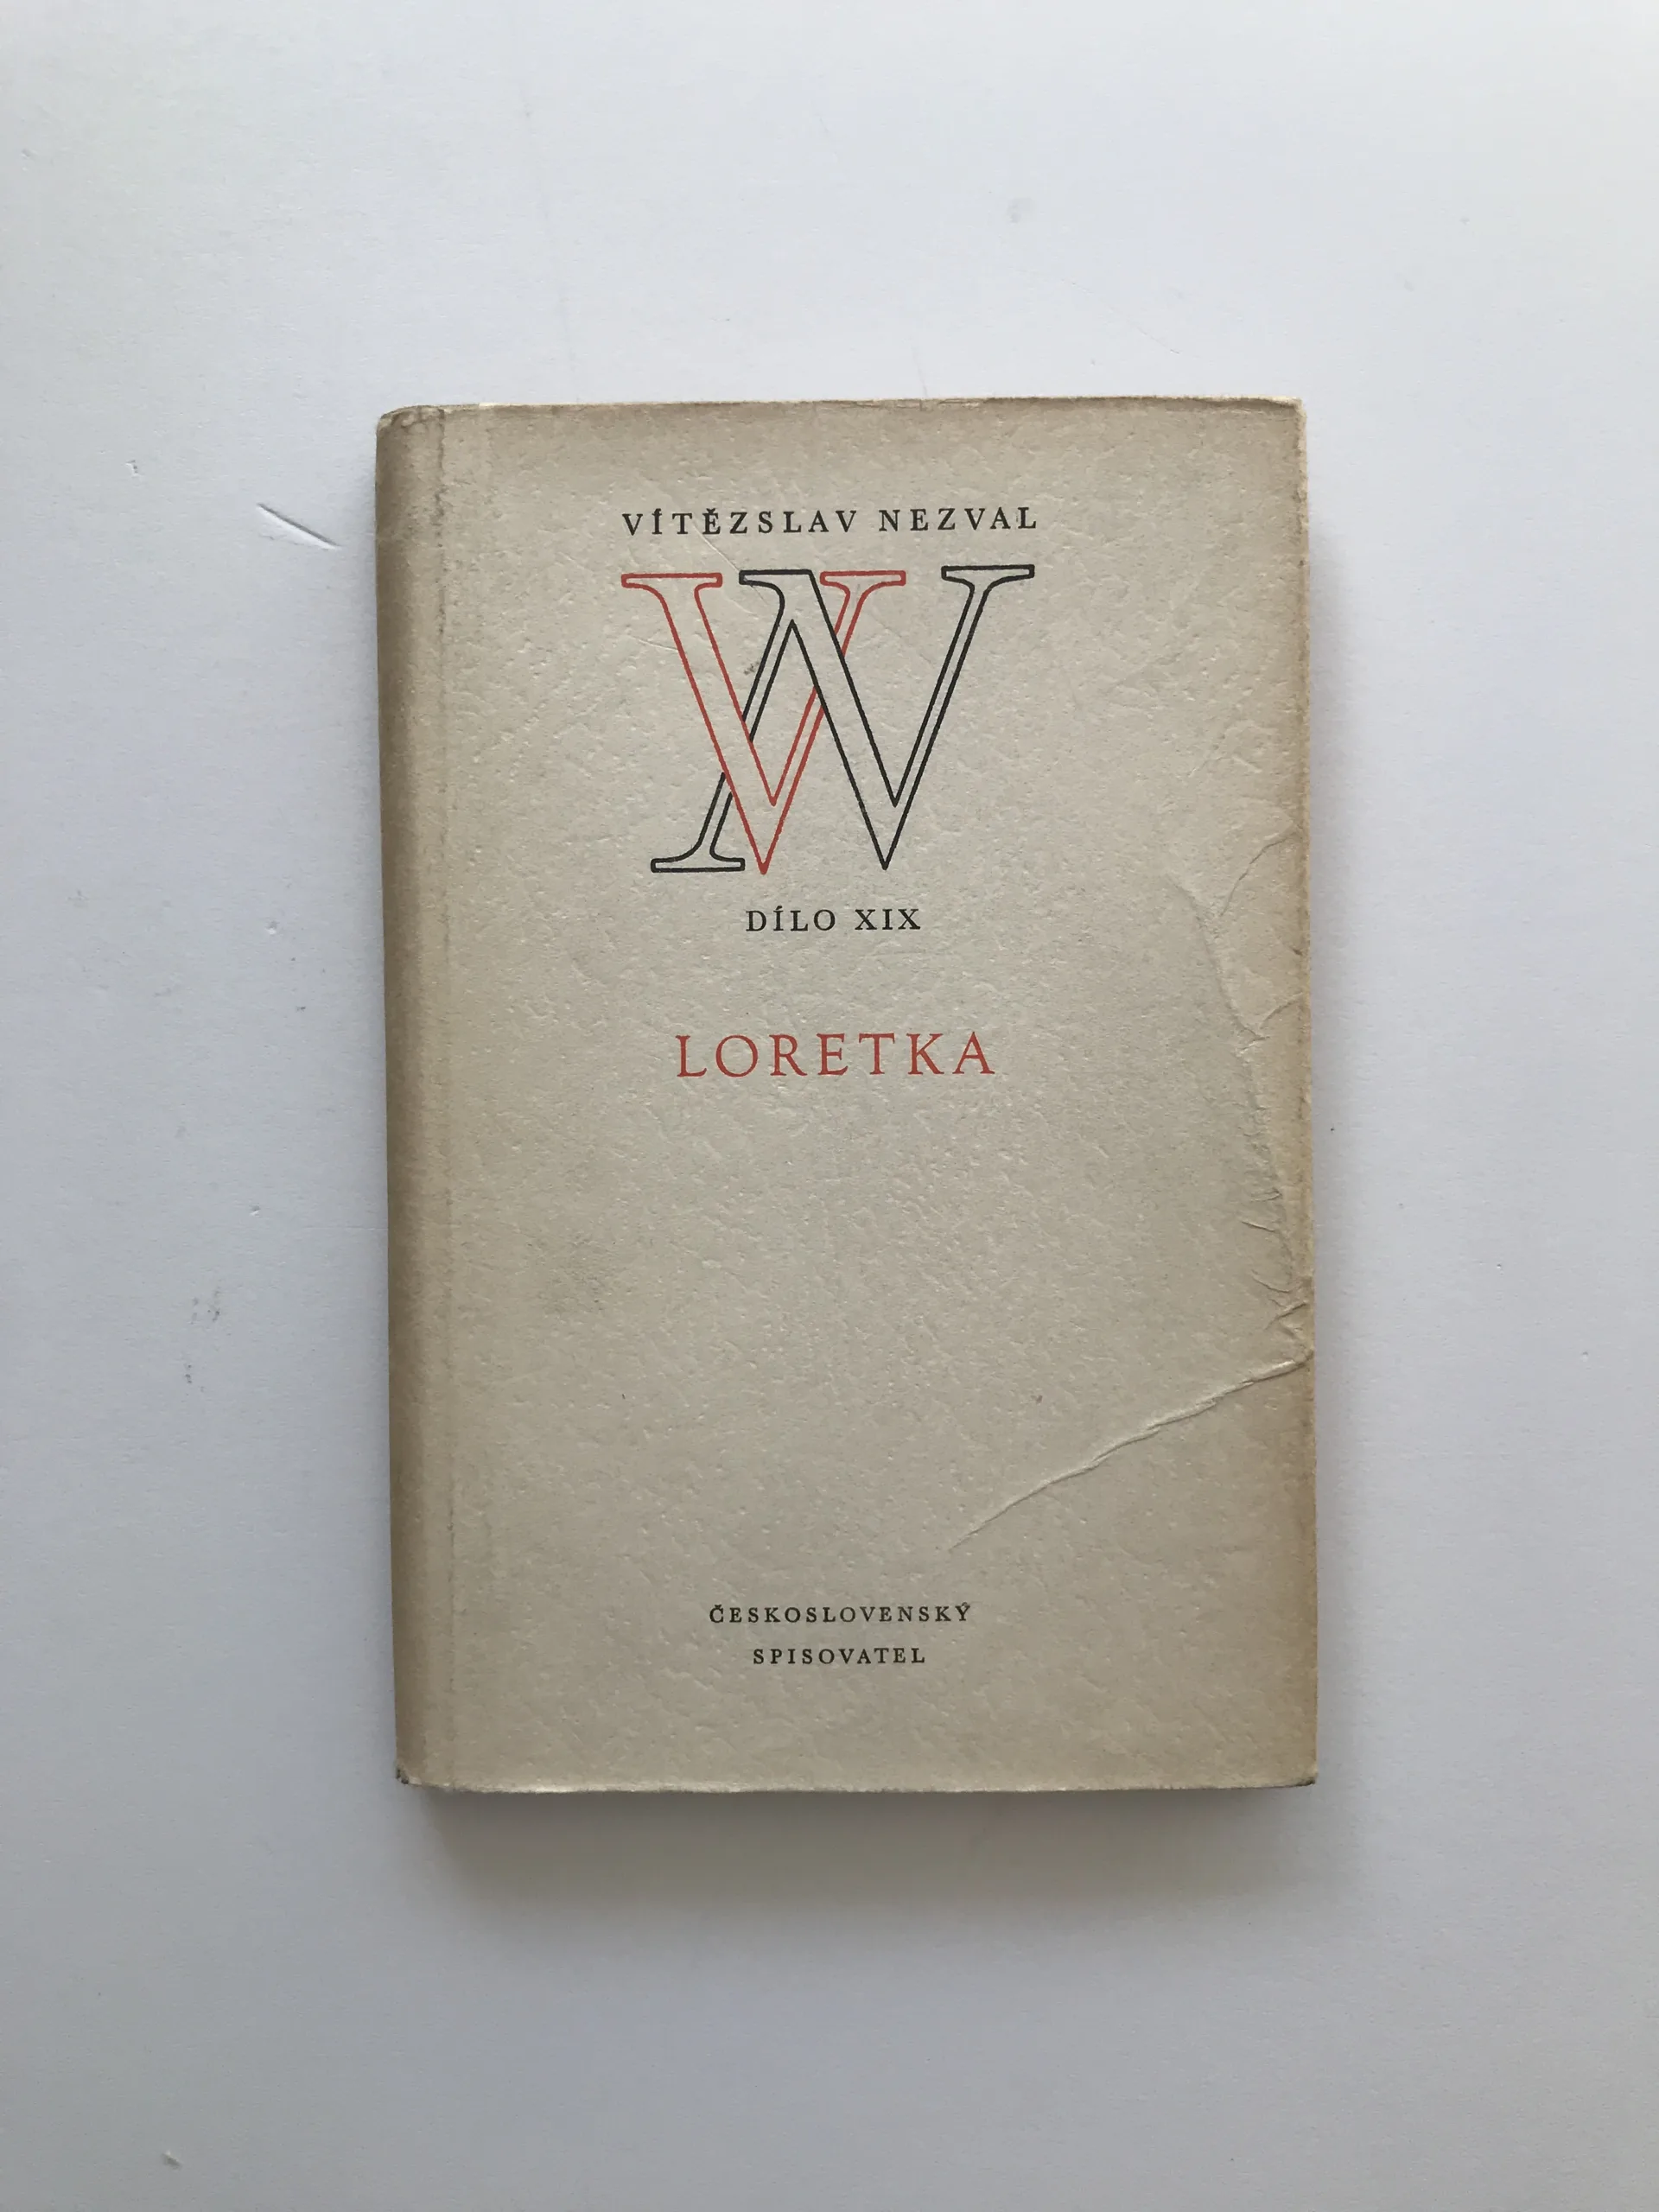 VÍTĚZSLAV NEZVAL
VN
DÍLO XIX
LORETKA
ČESKOSLOVENSKÝ
SPISOVATEL